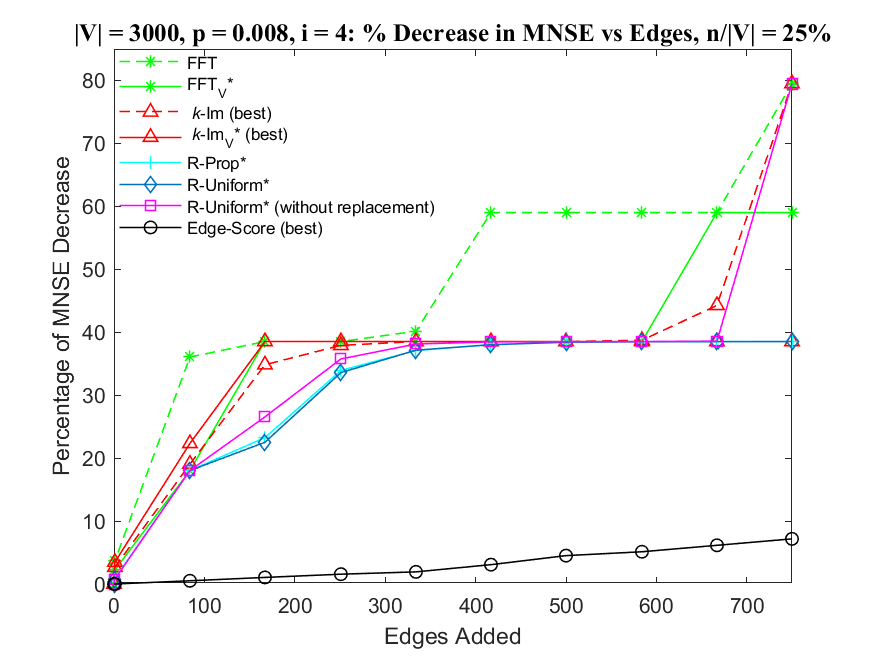 |V| = 3000, p = 0.008, i = 4: % Decrease in MNSE vs Edges, n/|V| = 25%
FFT
FFT_V*
k-Im (best)
k-Im_V* (best)
R-Prop*
R-Uniform*
R-Uniform* (without replacement)
Edge-Score (best)
Percentage of MNSE Decrease
80
70
60
50
40
30
20
10
0
0 100 200 300 400 500 600 700
Edges Added